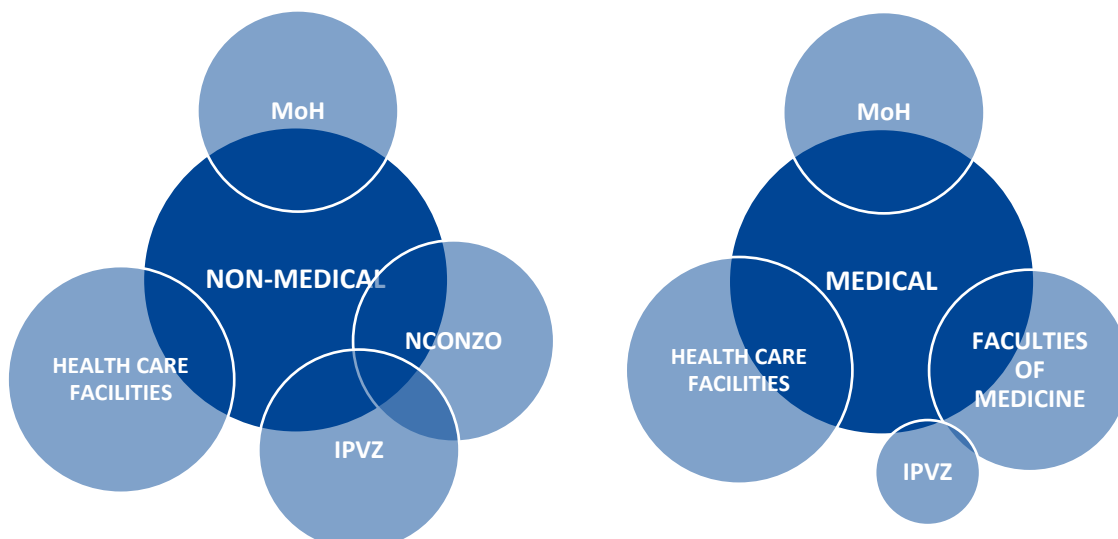 MoH
NON-MEDICAL
NCONZO
HEALTH CARE
FACILITIES
IPVZ
MoH
MEDICAL
HEALTH CARE
FACILITIES
FACULTIES
OF
MEDICINE
IPVZ